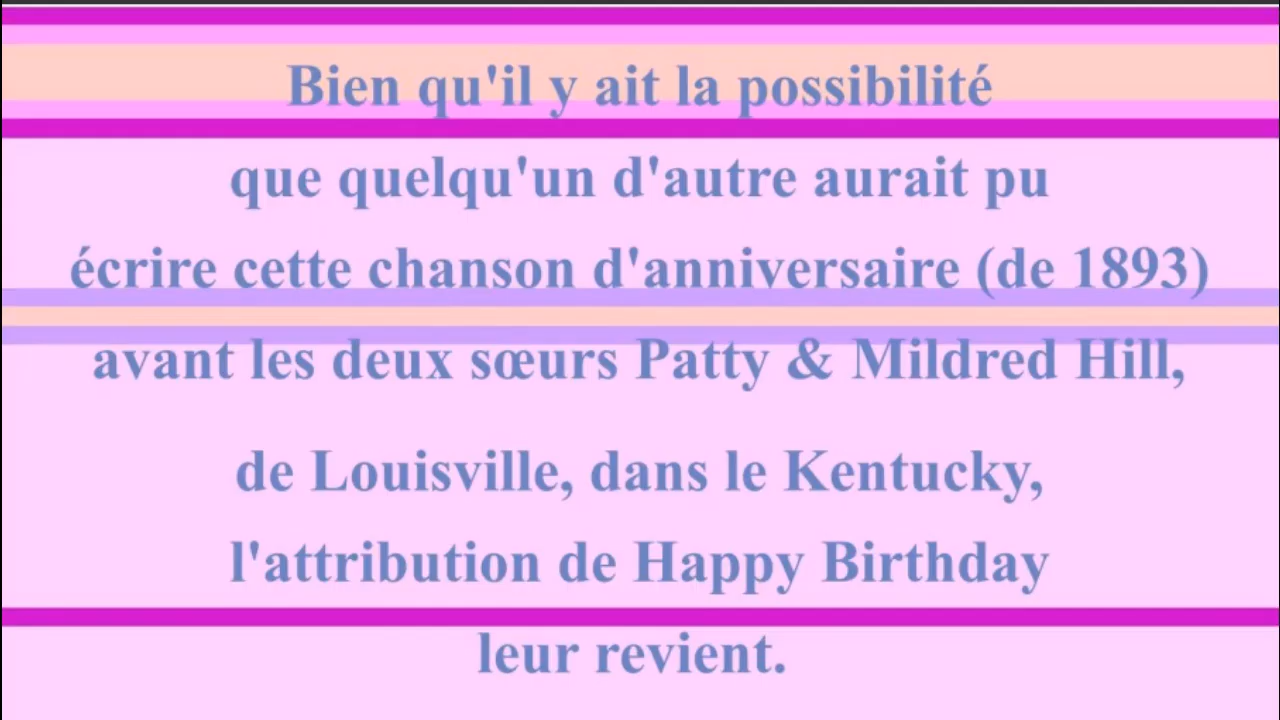 Bien qu'il y ait la possibilité
que quelqu'un d'autre aurait pu
écrire cette chanson d'anniversaire (de 1893)
avant les deux sœurs Patty & Mildred Hill,
de Louisville, dans le Kentucky,
l'attribution de Happy Birthday
leur revient.